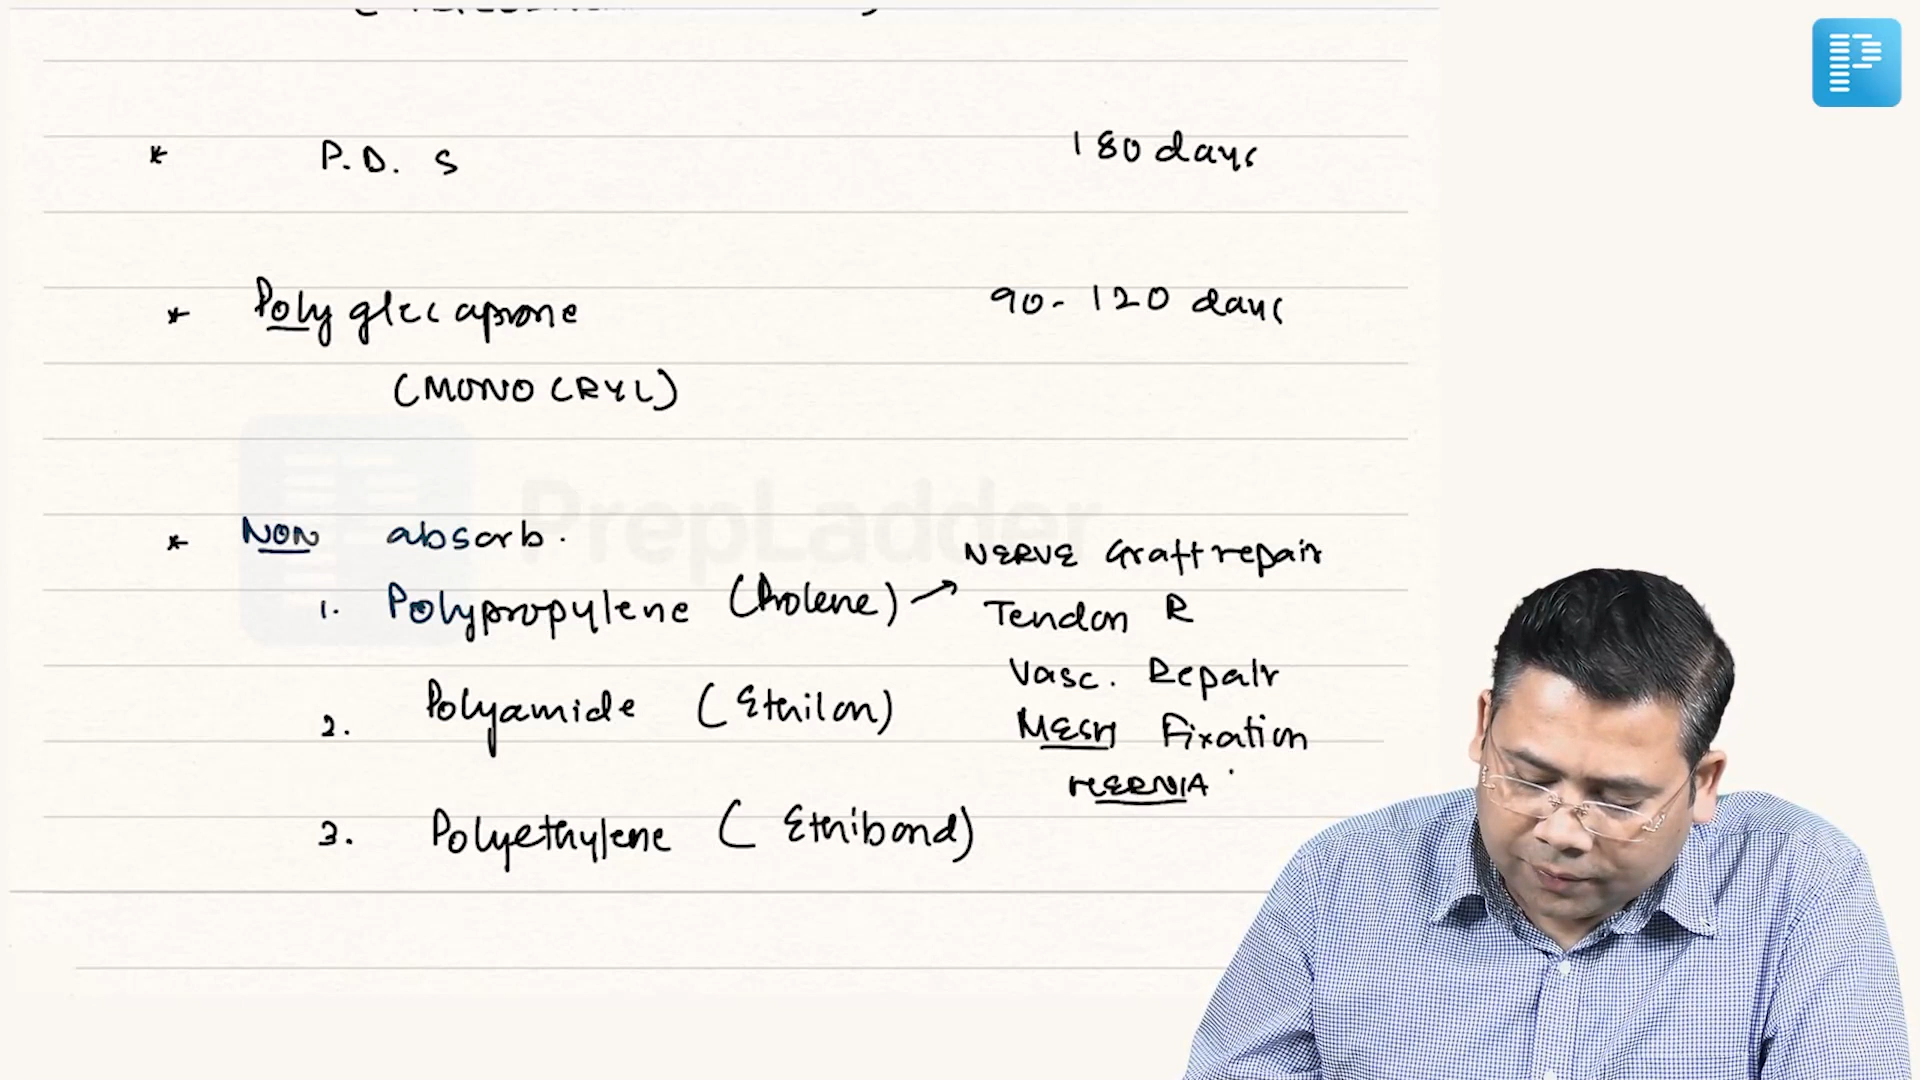 * P.D. S 180 days
* Polyglecaprone 90-120 days
(MONOCRYL)
PrepLadder
* NON absorb.
1. Polypropylene (Prolene) → NERVE Graft repair
Tendon R
Vasc. Repair
2. Polyamide (Ethilon)
MESH Fixation
HERNIA
3. Polyethylene ( Ethibond)